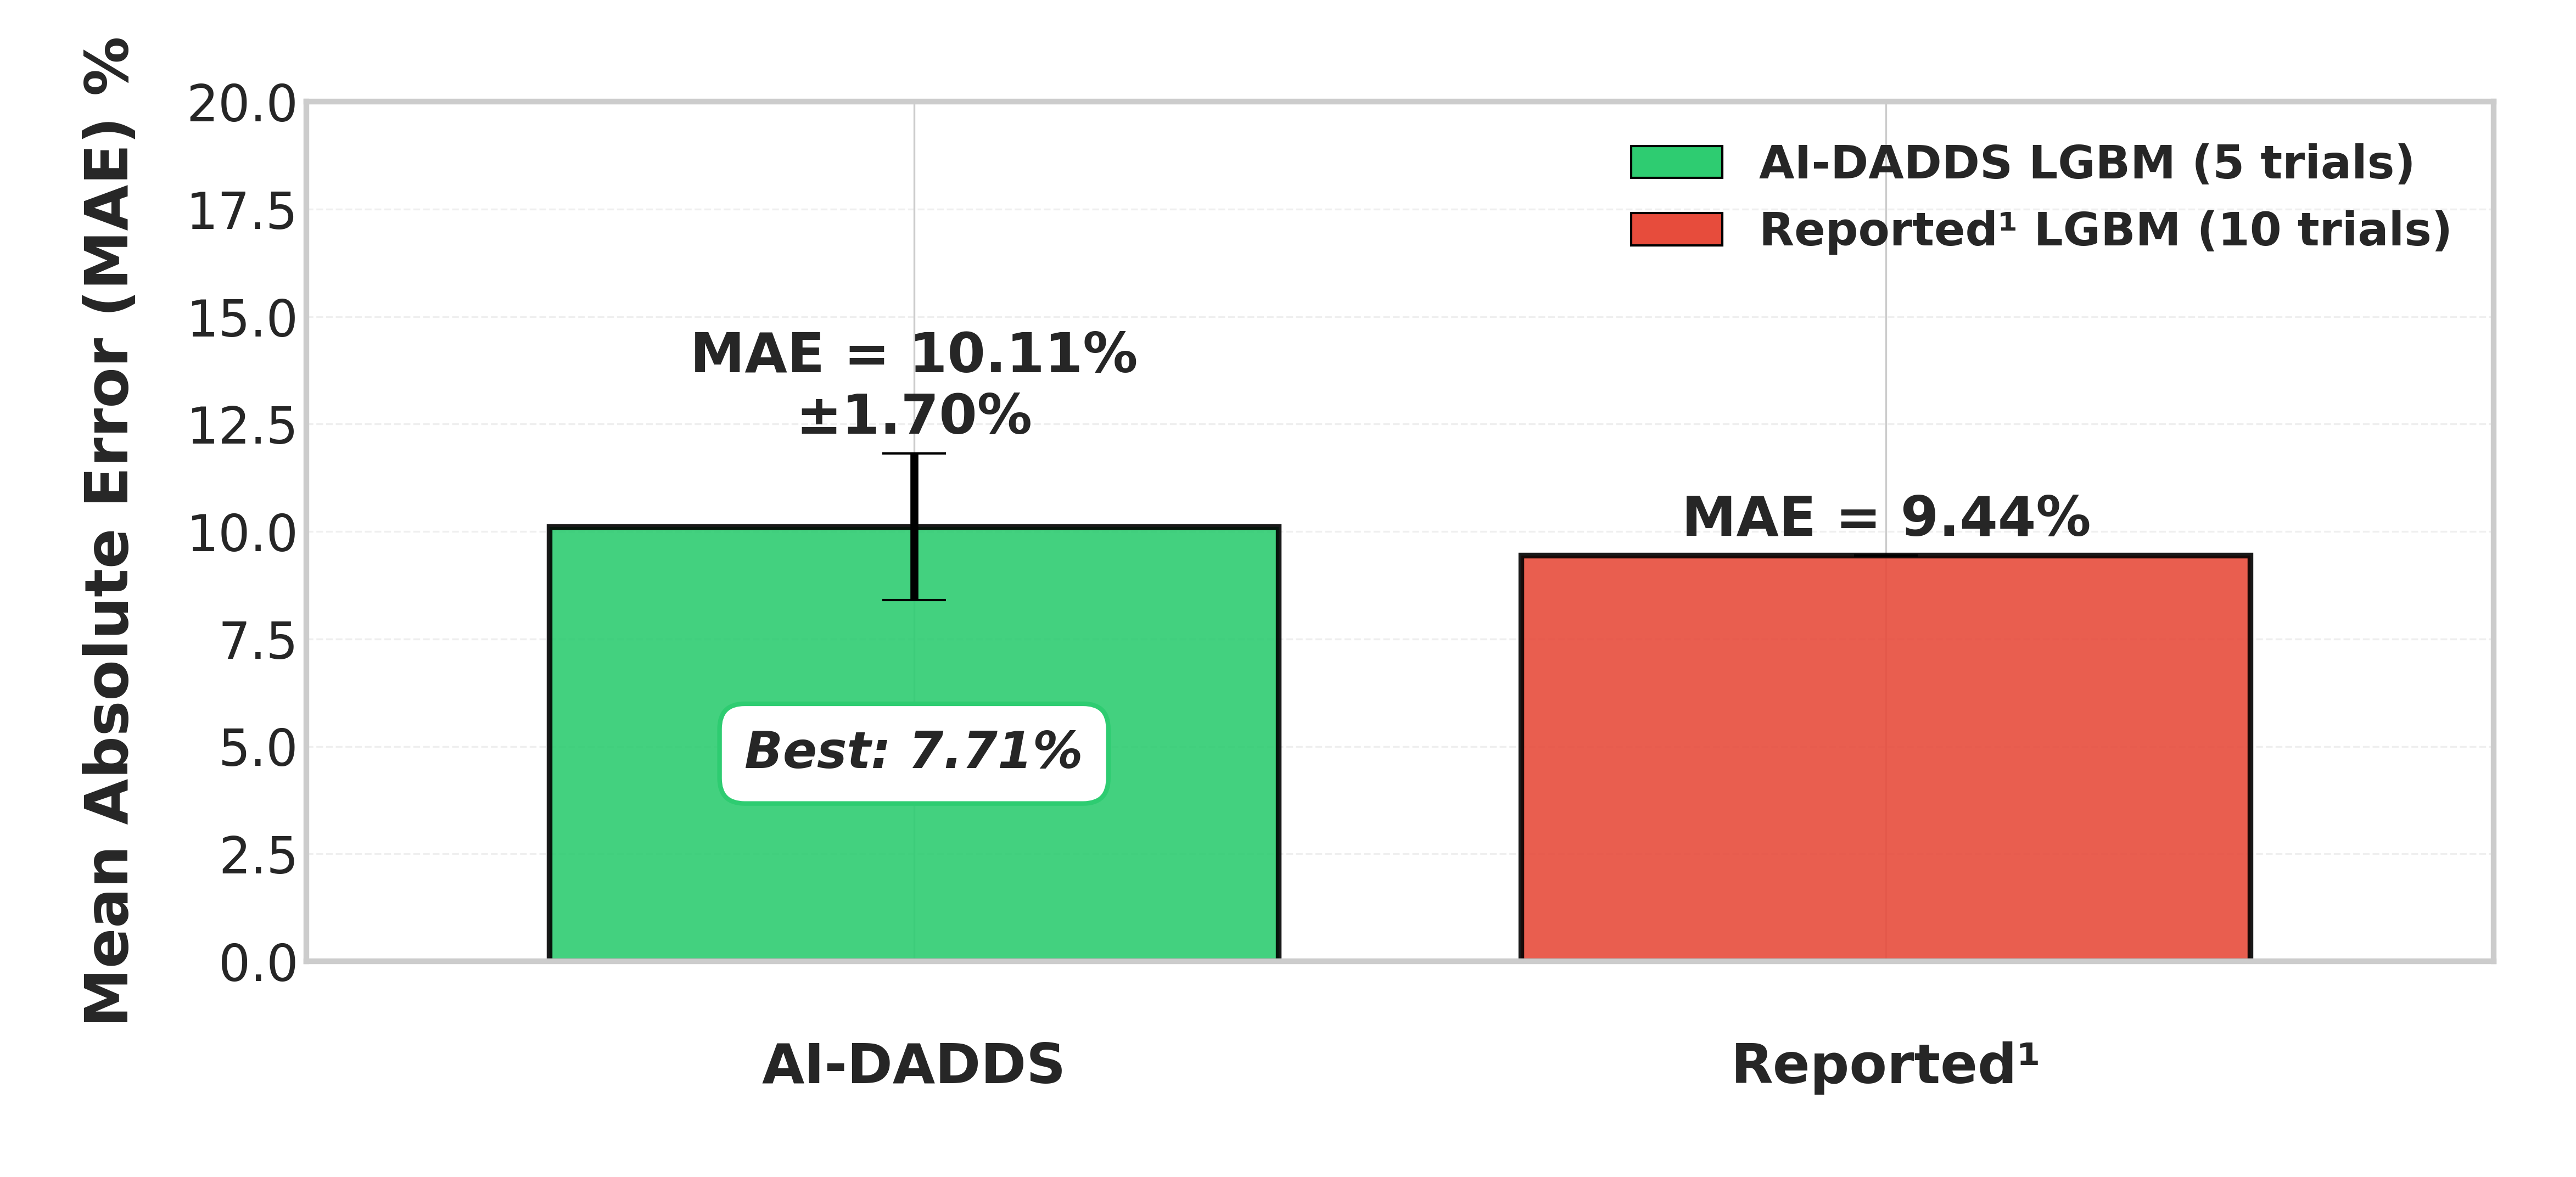 Mean Absolute Error (MAE) %
20.0
17.5
15.0
12.5
10.0
7.5
5.0
2.5
0.0
AI-DADDS LGBM (5 trials)
Reported¹ LGBM (10 trials)
MAE = 10.11%
±1.70%
MAE = 9.44%
Best: 7.71%
AI-DADDS
Reported¹